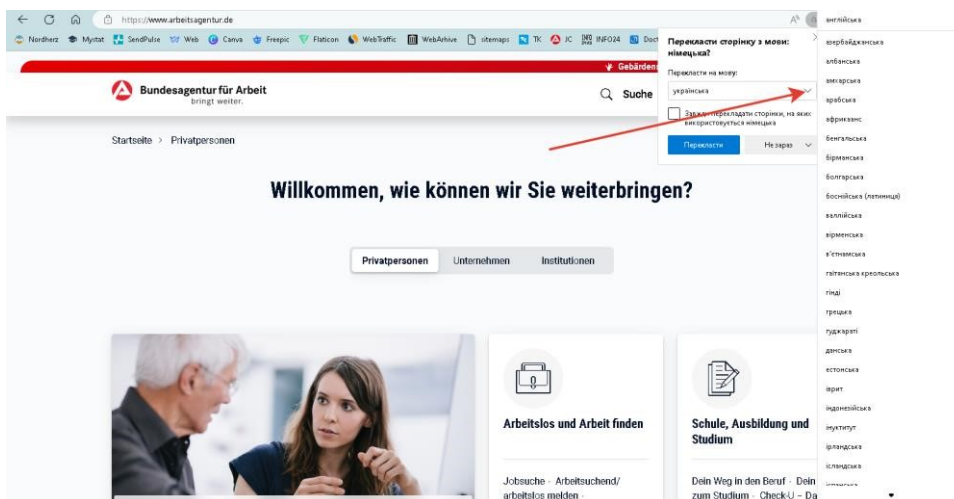 https://www.arbeitsagentur.de
Nordherz Mystat SendPulse Web Canva Freepic Flaticon WebTraffic WebArhive sitemaps TK JC INFO24 Doct
Gebärdens
Bundesagentur für Arbeit
bringt weiter.
Suche
Startseite > Privatpersonen
Willkommen, wie können wir Sie weiterbringen?
Privatpersonen Unternehmen Institutionen
Arbeitslos und Arbeit finden
Jobsuche · Arbeitsuchend/
arbeitslos melden ·
Schule, Ausbildung und
Studium
Dein Weg in den Beruf · Dein
zum Studium · Check-U – Da
Перекласти сторінку з мови:
німецька?
Перекласти на мову:
українська
Завжди перекладати сторінки, на яких
використовується німецька
Перекласти Не зараз
англійська
азербайджанська
албанська
амхарська
арабська
африкаанс
бенгальська
бірманська
болгарська
боснійська (латиниця)
валлійська
вірменська
в'єтнамська
гаїтянська креольська
гінді
грецька
гуджараті
данська
естонська
іврит
індонезійська
інуктитут
ірландська
ісландська
іспанська